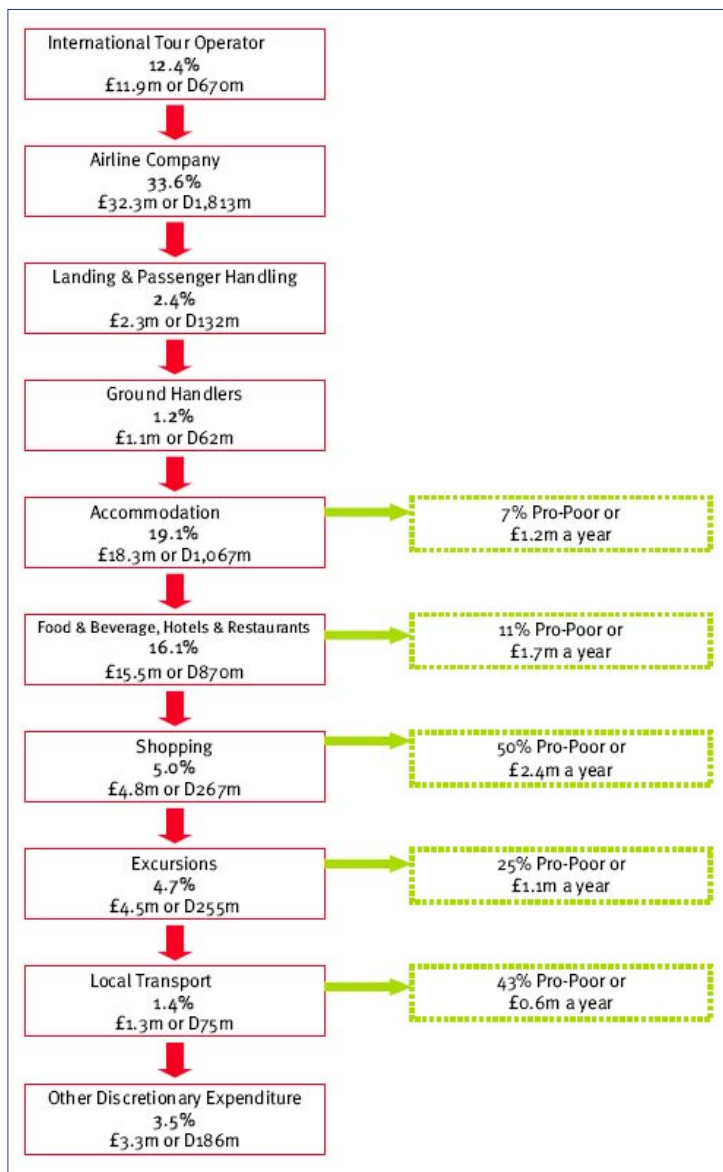 International Tour Operator
12.4%
£11.9m or D670m
Airline Company
33.6%
£32.3m or D1,813m
Landing & Passenger Handling
2.4%
£2.3m or D132m
Ground Handlers
1.2%
£1.1m or D62m
Accommodation
19.1%
£18.3m or D1,067m
7% Pro-Poor or
£1.2m a year
Food & Beverage, Hotels & Restaurants
16.1%
£15.5m or D870m
11% Pro-Poor or
£1.7m a year
Shopping
5.0%
£4.8m or D267m
50% Pro-Poor or
£2.4m a year
Excursions
4.7%
£4.5m or D255m
25% Pro-Poor or
£1.1m a year
Local Transport
1.4%
£1.3m or D75m
43% Pro-Poor or
£0.6m a year
Other Discretionary Expenditure
3.5%
£3.3m or D186m